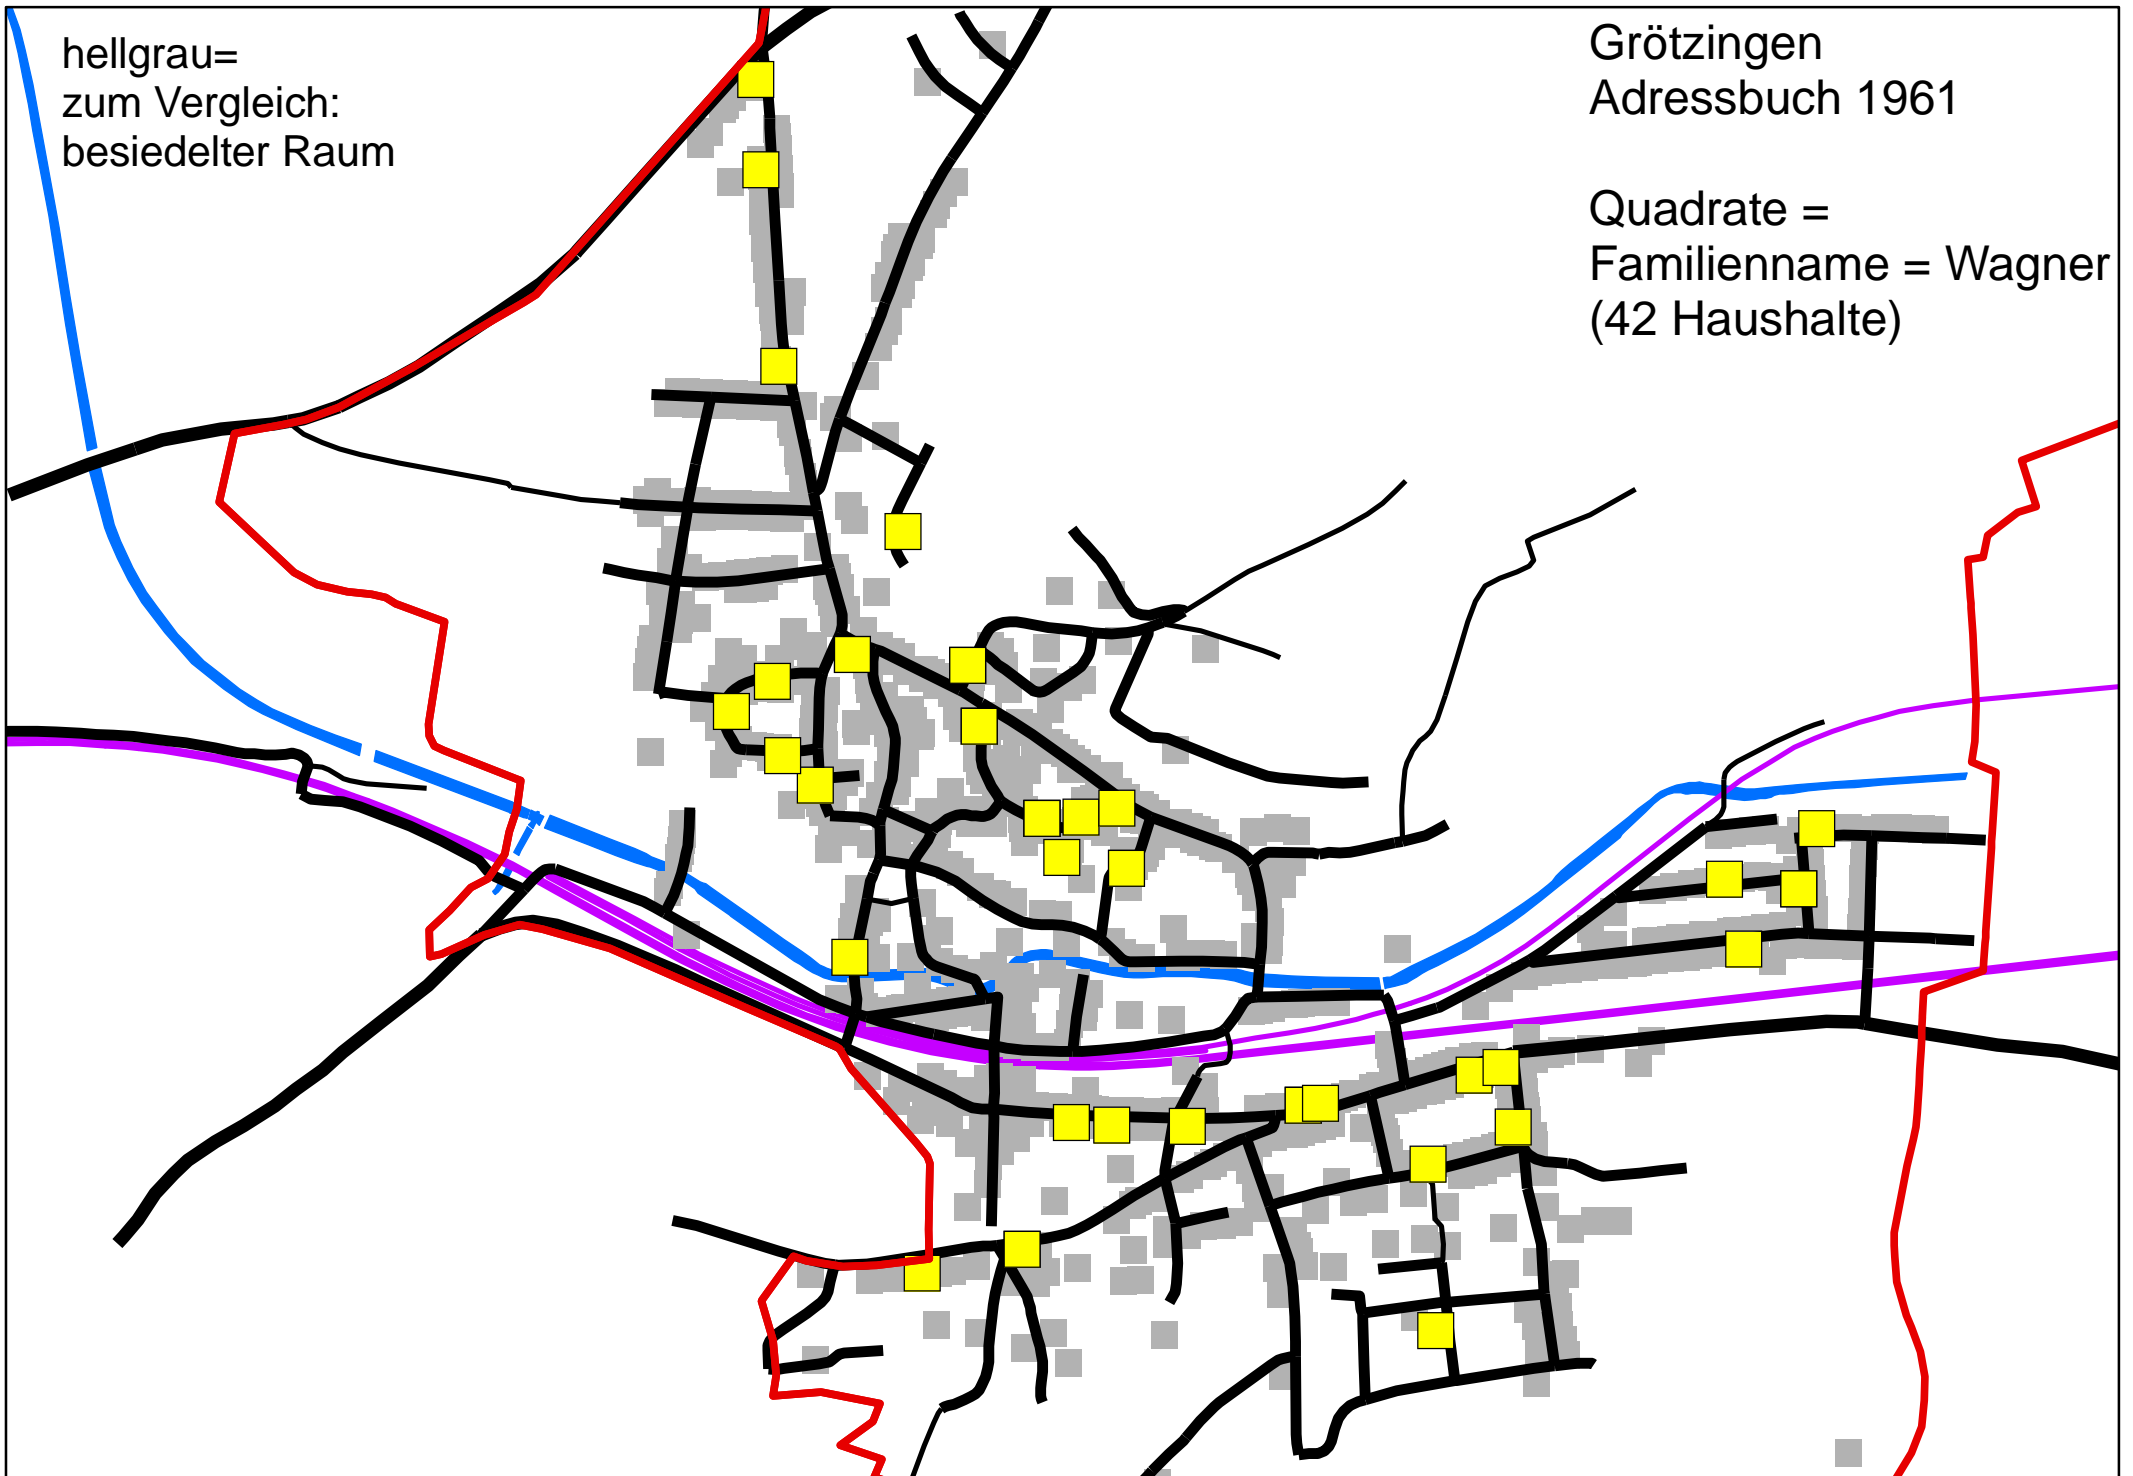 hellgrau=
zum Vergleich:
besiedelter Raum
Grötzingen
Adressbuch 1961
Quadrate =
Familienname = Wagner
(42 Haushalte)